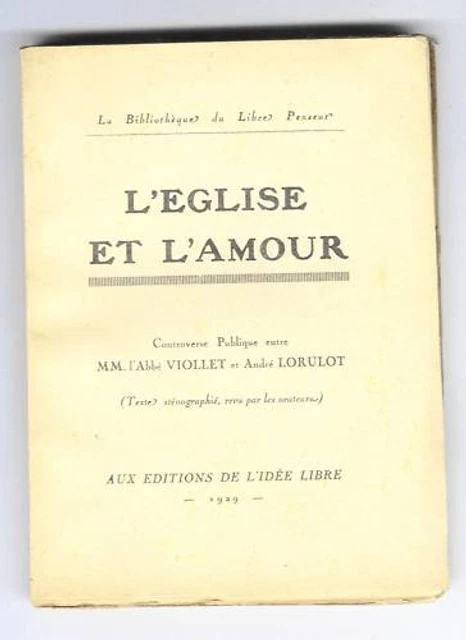 La Bibliothèque du Libre Penseur
L'EGLISE
ET L'AMOUR
Controverse Publique entre
MM. l'Abbé VIOLLET et André LORULOT
(Texte sténographié, revu par les orateurs)
AUX EDITIONS DE L'IDÉE LIBRE
— 1929 —